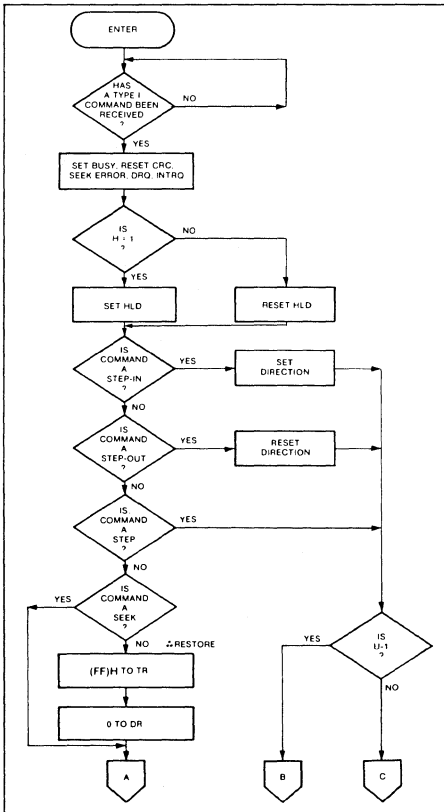 ENTER
HAS
A TYPE I
COMMAND BEEN
RECEIVED
?
NO
YES
SET BUSY, RESET CRC,
SEEK ERROR, DRQ, INTRQ
IS
H = 1
?
NO
YES
SET HLD
RESET HLD
IS
COMMAND
A
STEP-IN
?
YES
SET
DIRECTION
NO
IS
COMMAND
A
STEP-OUT
?
YES
RESET
DIRECTION
NO
IS
COMMAND
A
STEP
?
YES
NO
IS
COMMAND
A
SEEK
?
YES
NO ∴RESTORE
(FF)H TO TR
0 TO DR
IS
U-1
?
YES
NO
A
B
C